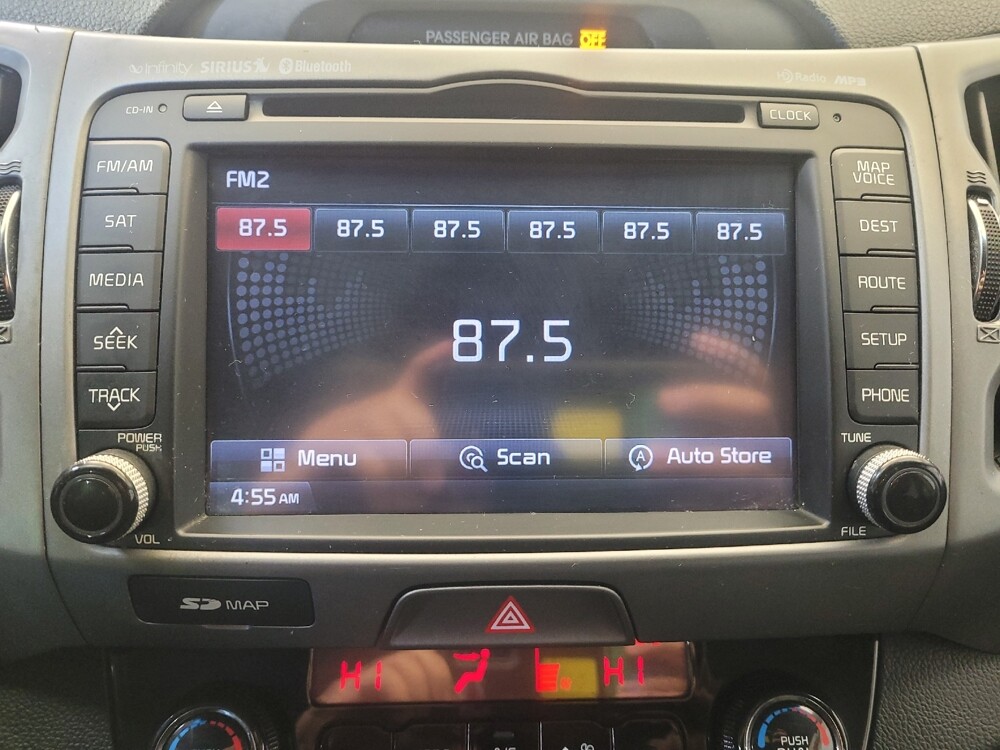 PASSENGER AIR BAG OFF
Infinity SIRIUS Bluetooth
HD Radio MP3
CD-IN
CLOCK
FM/AM
SAT
MEDIA
SEEK
TRACK
POWER
PUSH
VOL
FM2
87.5 87.5 87.5 87.5 87.5 87.5
87.5
Menu Scan Auto Store
4:55 AM
MAP
VOICE
DEST
ROUTE
SETUP
PHONE
TUNE
FILE
SD MAP
HI HI
PUSH